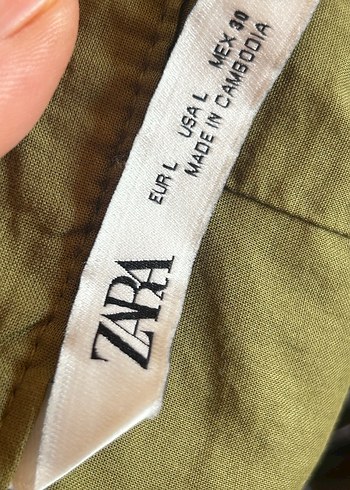 EUR L USA L MEX 30
MADE IN CAMBODIA
ZARA